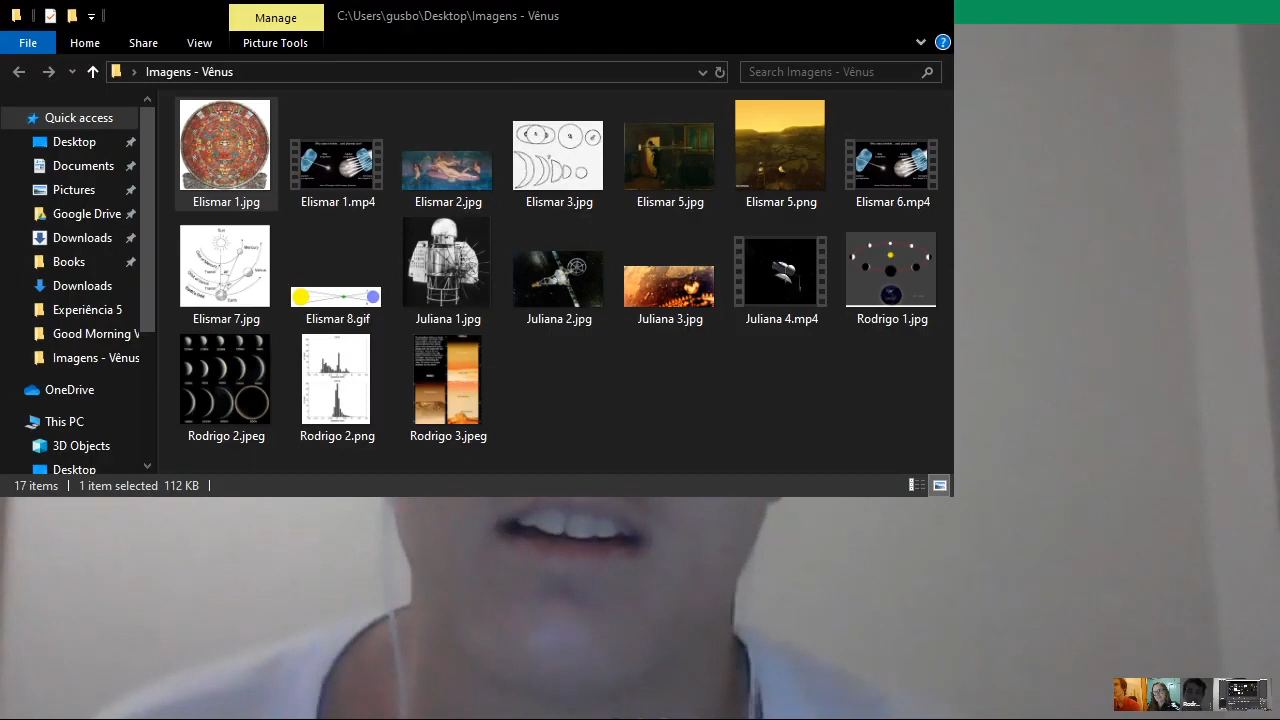 Manage
C:\Users\gusbo\Desktop\Imagens - Vênus
File
Home
Share
View
Picture Tools
Imagens - Vênus
Search Imagens - Vênus
Quick access
Desktop
Documents
Pictures
Google Drive
Downloads
Books
Downloads
Experiência 5
Good Morning V
Imagens - Vênus
OneDrive
This PC
3D Objects
Desktop
Elismar 1.jpg
Elismar 1.mp4
Elismar 2.jpg
Elismar 3.jpg
Elismar 5.jpg
Elismar 5.png
Elismar 6.mp4
Elismar 7.jpg
Elismar 8.gif
Juliana 1.jpg
Juliana 2.jpg
Juliana 3.jpg
Juliana 4.mp4
Rodrigo 1.jpg
Rodrigo 2.jpeg
Rodrigo 2.png
Rodrigo 3.jpeg
17 items
1 item selected 112 KB